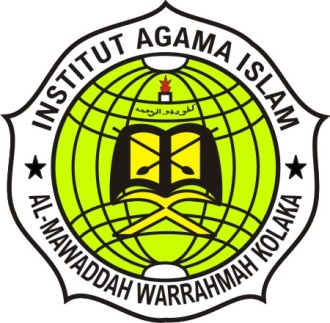 INSTITUT AGAMA ISLAM
AL-MAWADDAH WARRAHMAH KOLAKA